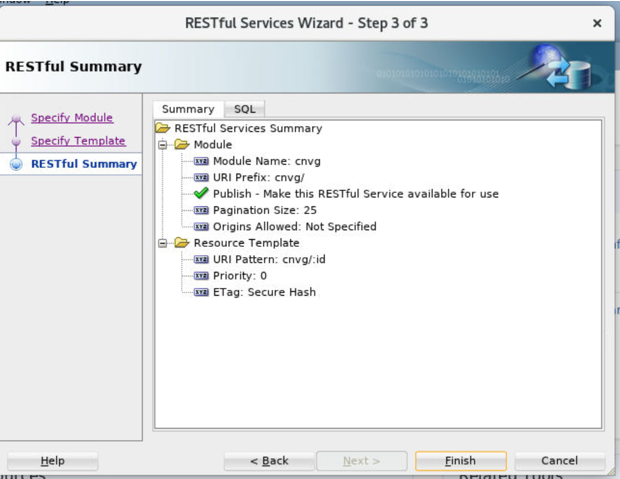 Help
RESTful Services Wizard - Step 3 of 3
RESTful Summary
Specify Module
Specify Template
RESTful Summary
Summary SQL
RESTful Services Summary
Module
Module Name: cnvg
URI Prefix: cnvg/
Publish - Make this RESTful Service available for use
Pagination Size: 25
Origins Allowed: Not Specified
Resource Template
URI Pattern: cnvg/:id
Priority: 0
ETag: Secure Hash
Help < Back Next > Finish Cancel